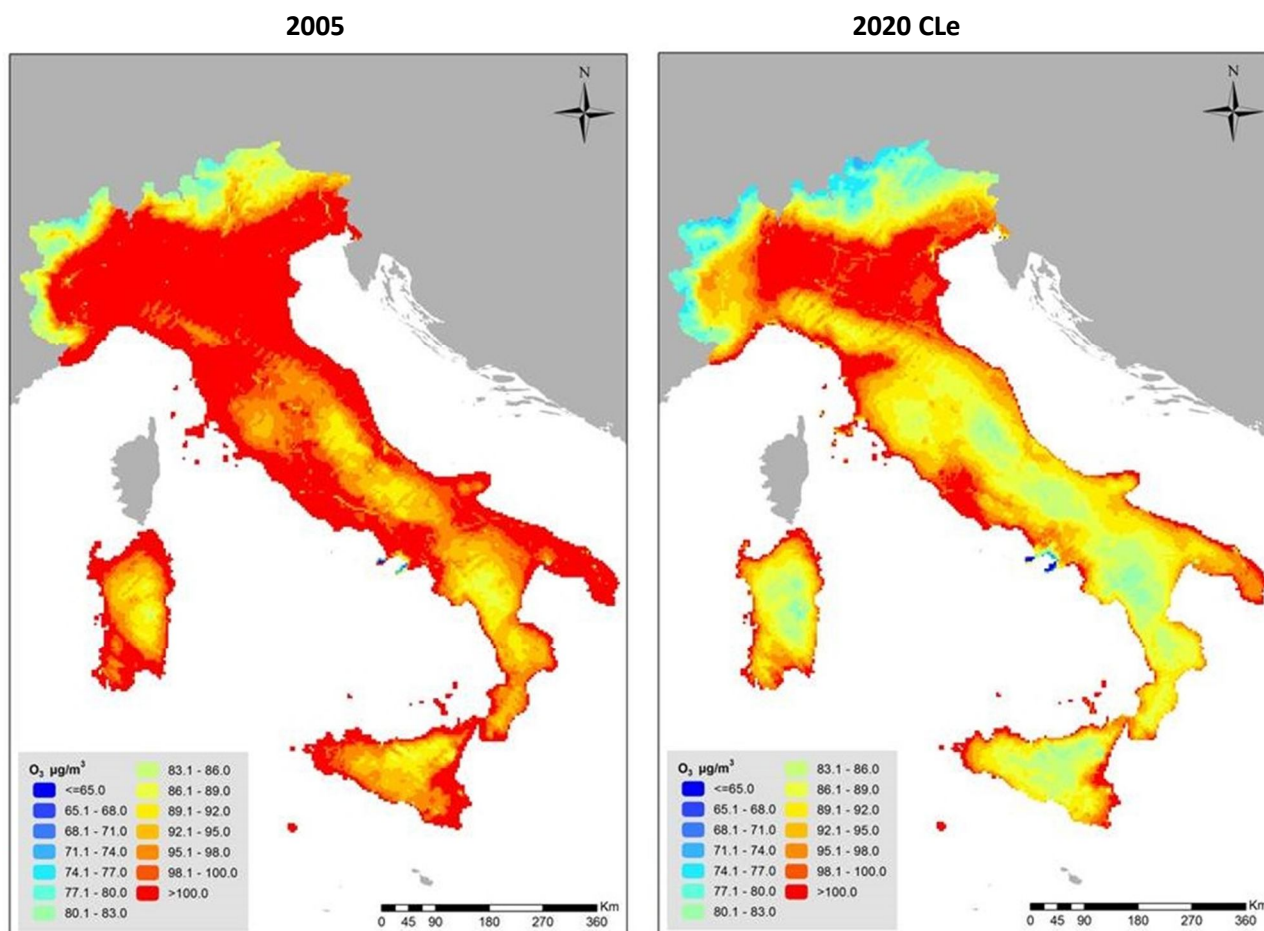 2005
2020 CLe
N
N
O₃ µg/m³
<=65.0
65.1 - 68.0
68.1 - 71.0
71.1 - 74.0
74.1 - 77.0
77.1 - 80.0
80.1 - 83.0
83.1 - 86.0
86.1 - 89.0
89.1 - 92.0
92.1 - 95.0
95.1 - 98.0
98.1 - 100.0
>100.0
Km
0 45 90 180 270 360
O₃ µg/m³
<=65.0
65.1 - 68.0
68.1 - 71.0
71.1 - 74.0
74.1 - 77.0
77.1 - 80.0
80.1 - 83.0
83.1 - 86.0
86.1 - 89.0
89.1 - 92.0
92.1 - 95.0
95.1 - 98.0
98.1 - 100.0
>100.0
Km
0 45 90 180 270 360